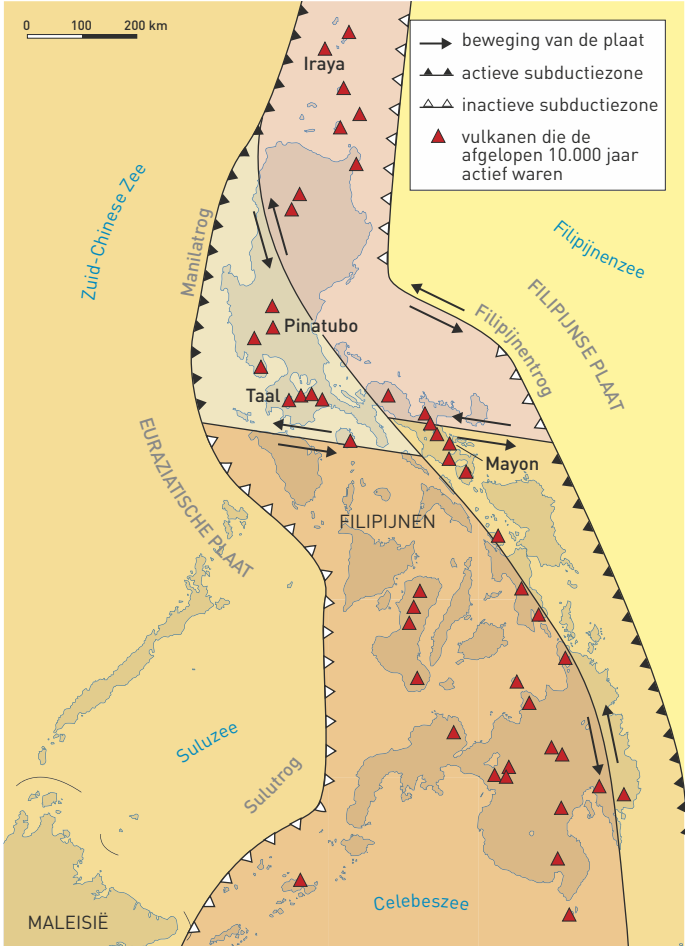 0 100 200 km
beweging van de plaat
actieve subductiezone
inactieve subductiezone
vulkanen die de
afgelopen 10.000 jaar
actief waren
Iraya
Zuid-Chinese Zee
Manilatrog
Filipijnenzee
FILIPIJNSE PLAAT
Filipijnentrog
Pinatubo
Taal
Mayon
EURAZIATISCHE PLAAT
FILIPIJNEN
Suluzee
Sulutrog
Celebeszee
MALEISIË